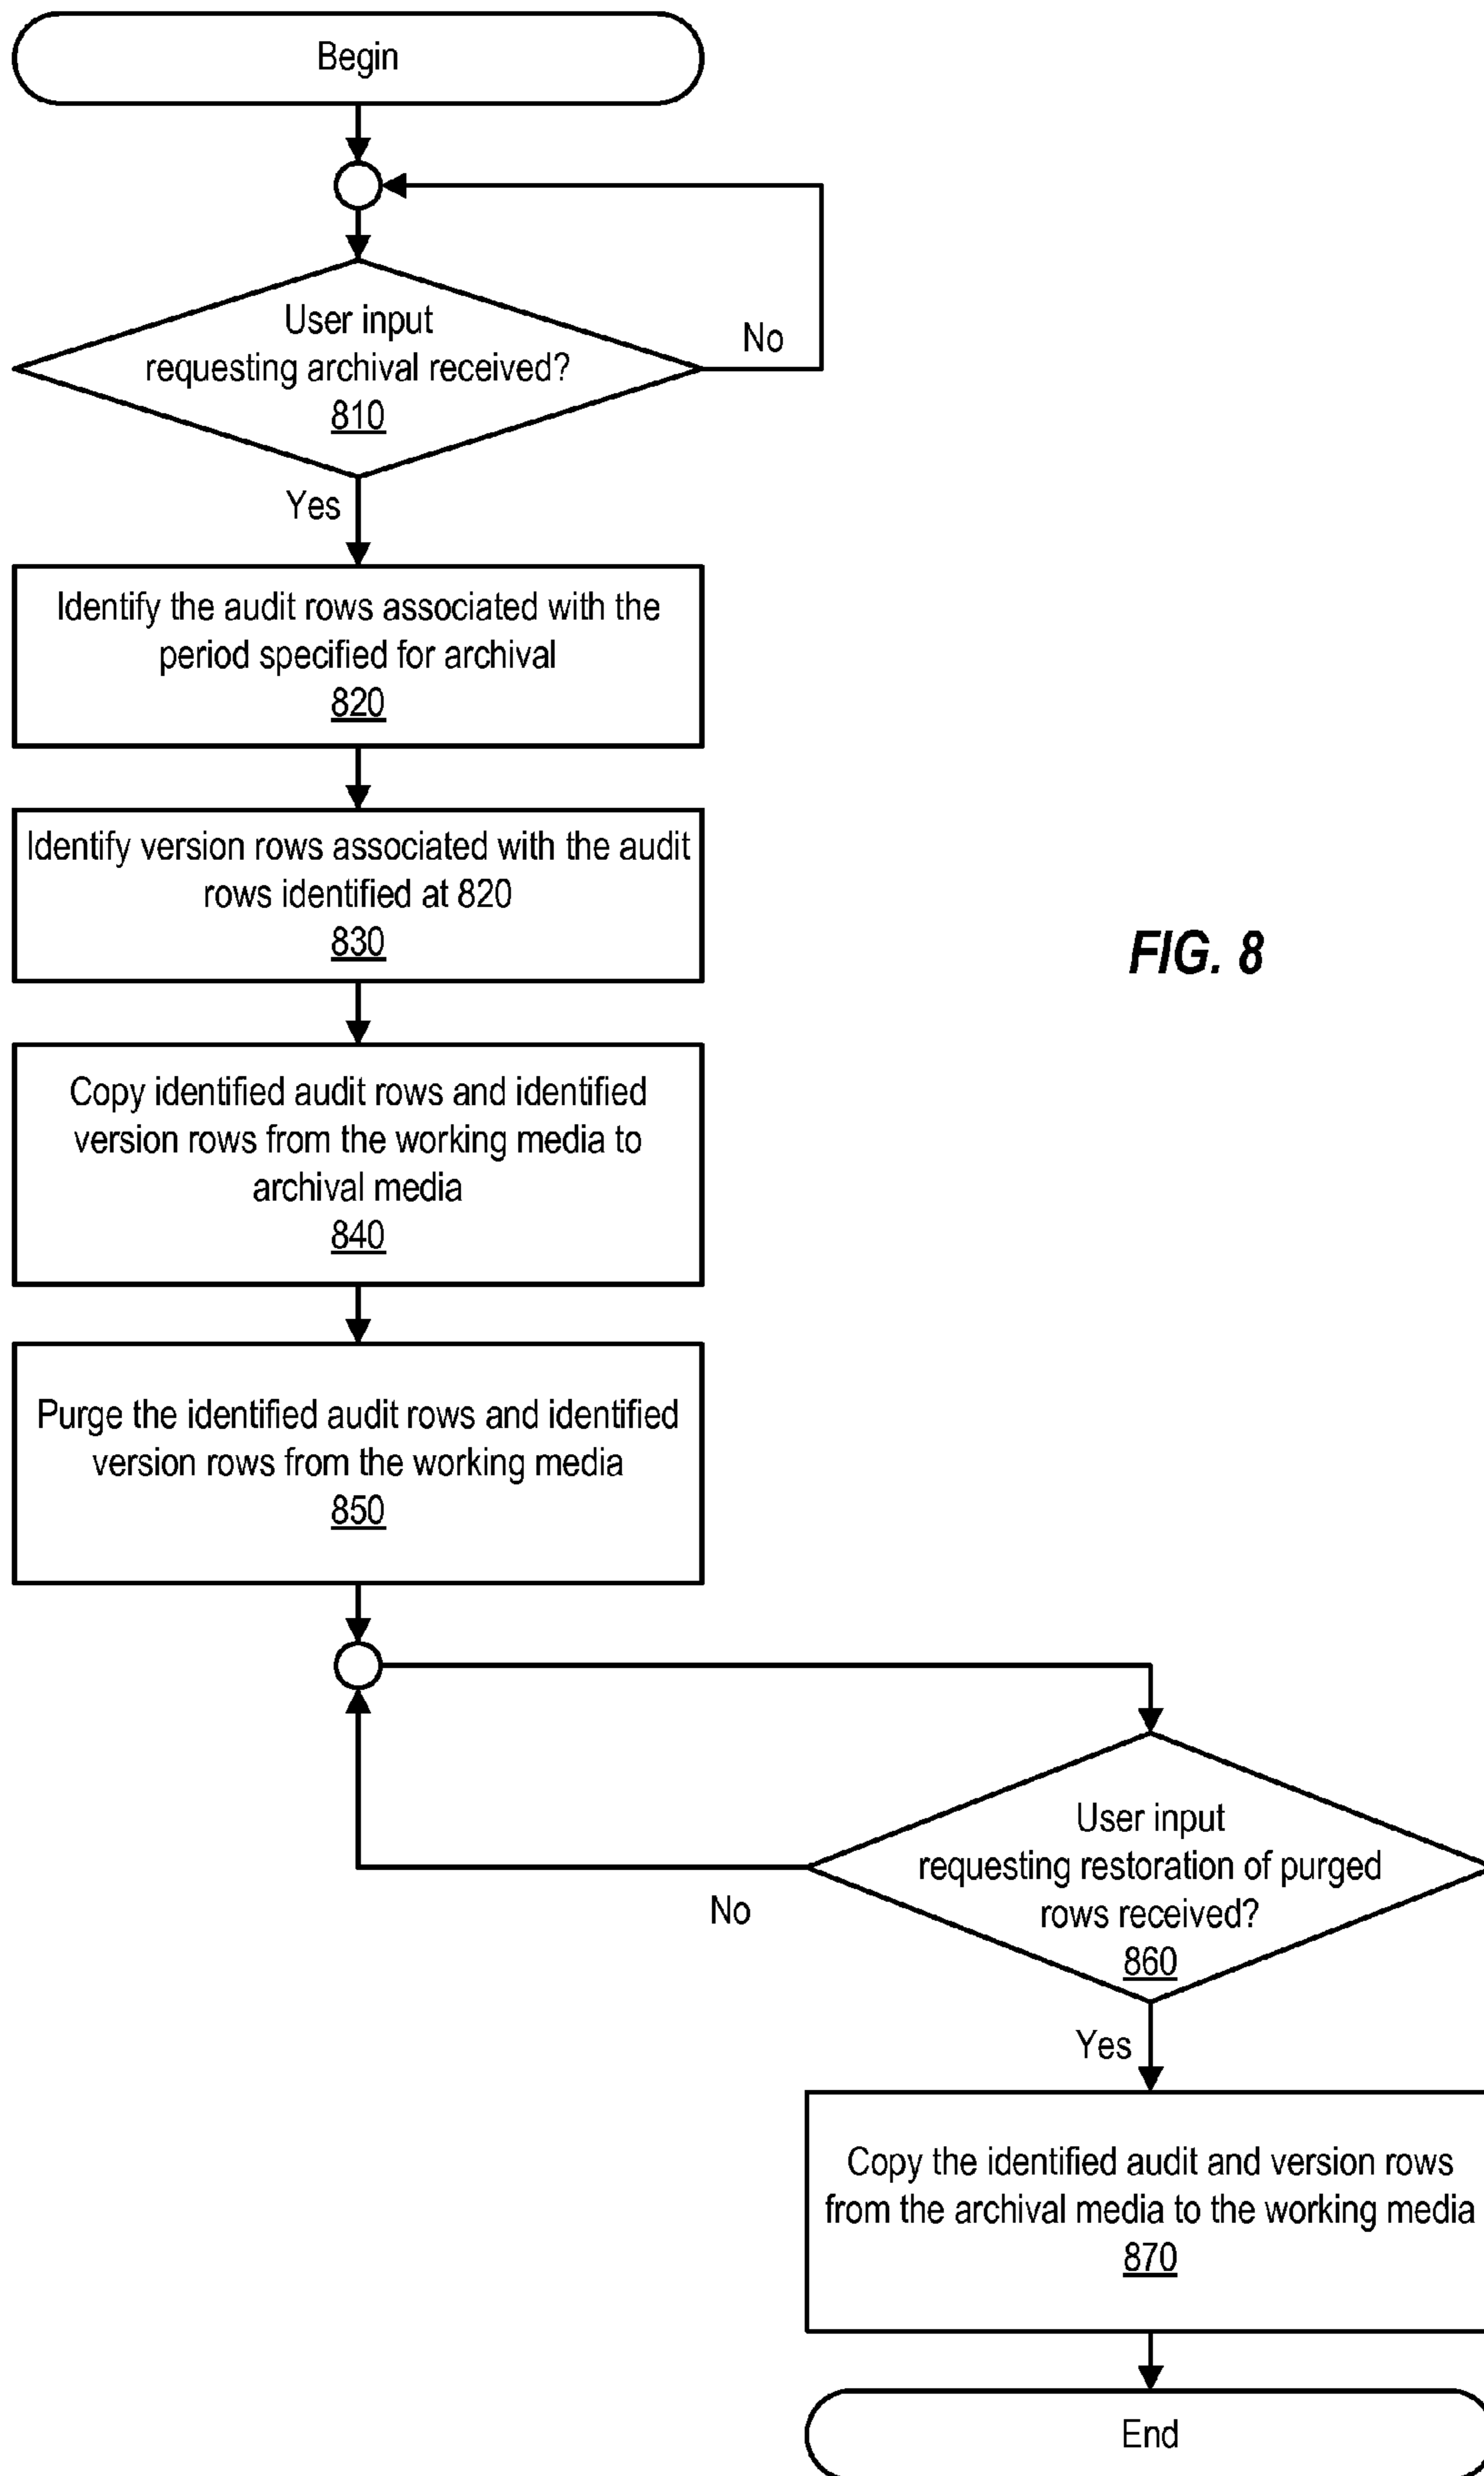 Begin
User input
requesting archival received?
810
No
Yes
Identify the audit rows associated with the
period specified for archival
820
Identify version rows associated with the audit
rows identified at 820
830
FIG. 8
Copy identified audit rows and identified
version rows from the working media to
archival media
840
Purge the identified audit rows and identified
version rows from the working media
850
User input
requesting restoration of purged
rows received?
860
No
Yes
Copy the identified audit and version rows
from the archival media to the working media
870
End